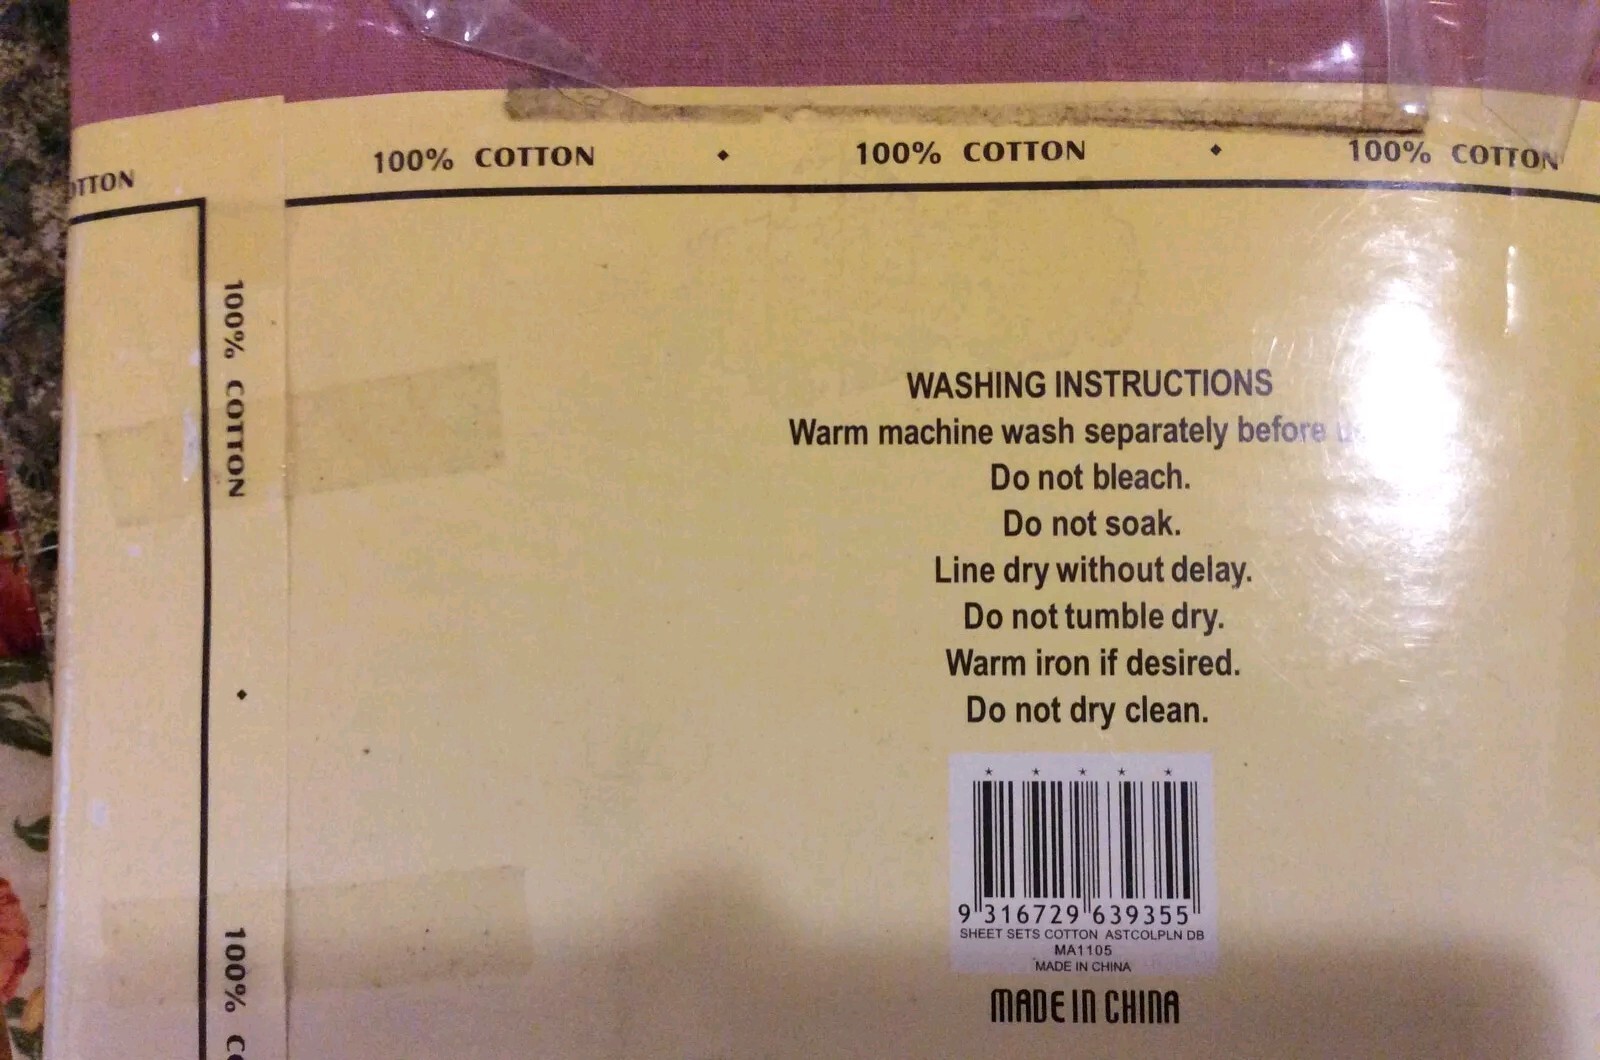 100% COTTON ◆ 100% COTTON ◆ 100% COTTON
OTTON
100% COTTON ◆ 100% CO
WASHING INSTRUCTIONS
Warm machine wash separately before
Do not bleach.
Do not soak.
Line dry without delay.
Do not tumble dry.
Warm iron if desired.
Do not dry clean.
9 316729 639355
SHEET SETS COTTON ASTCOLPLN DB
MA1105
MADE IN CHINA
MADE IN CHINA